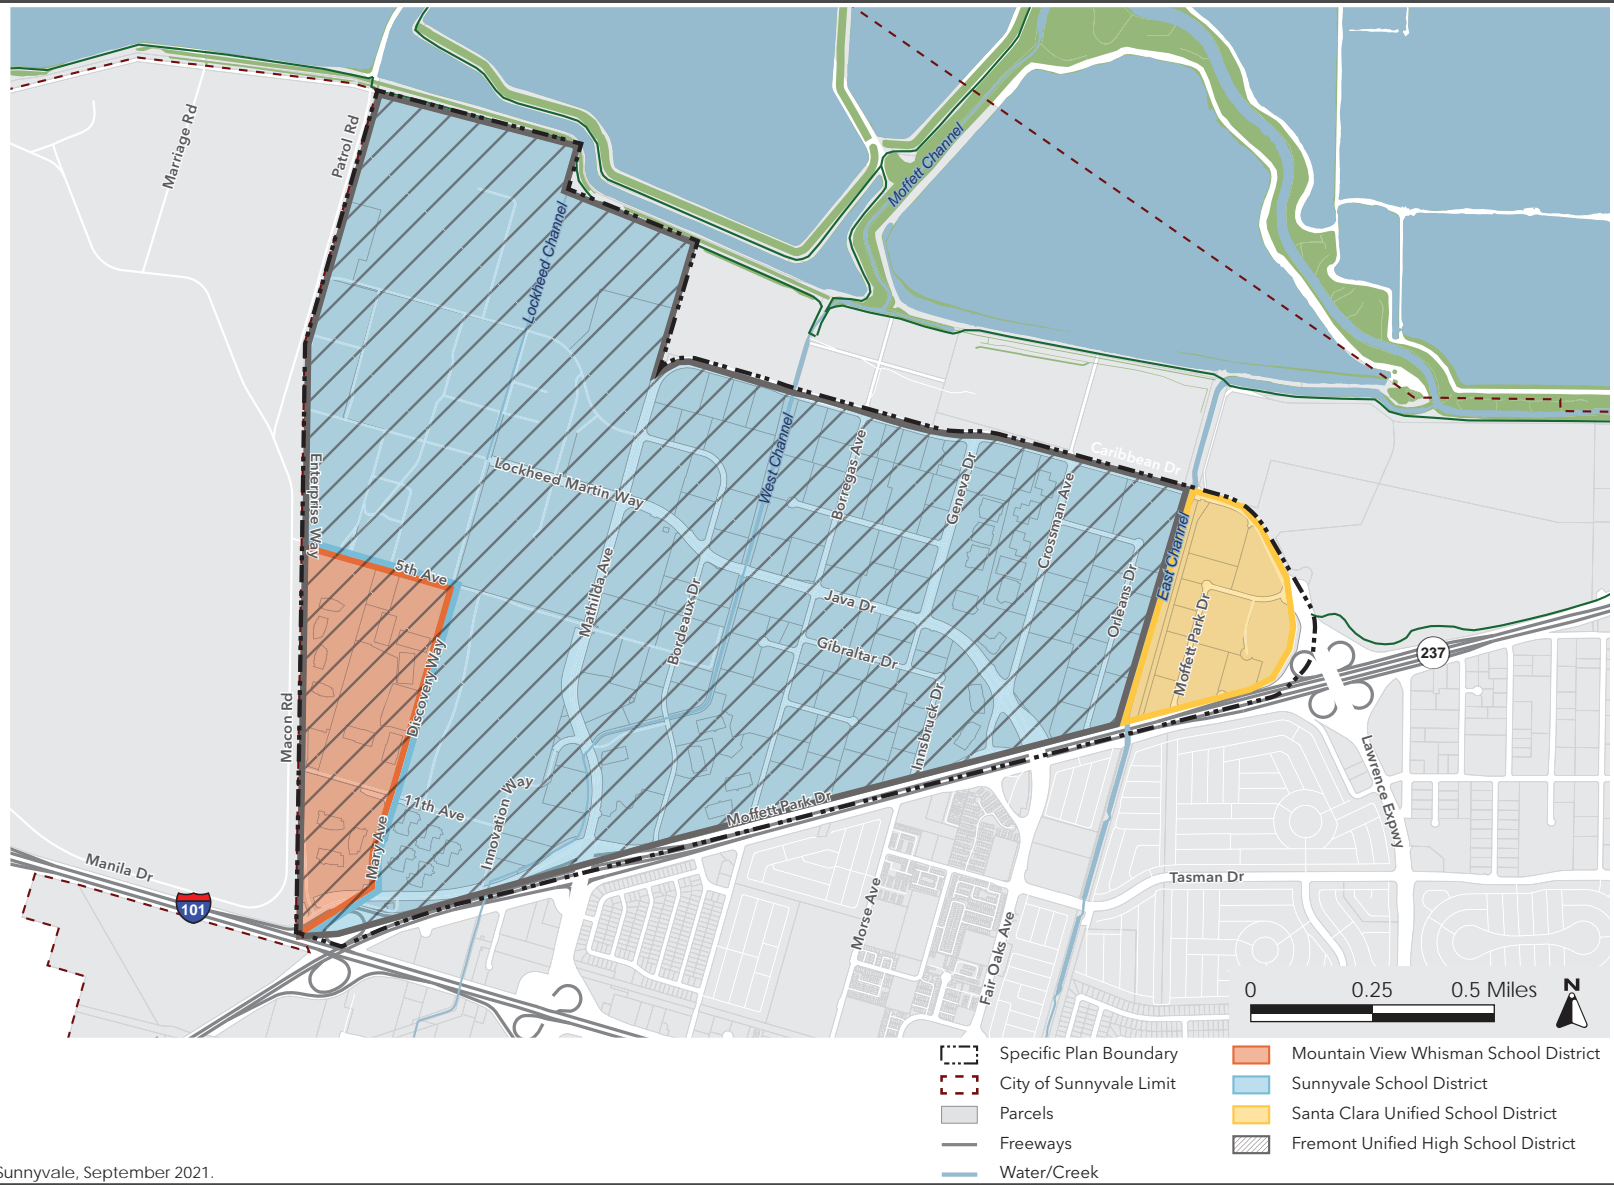 Marriage Rd
Patrol Rd
Moffett Channel
Lockheed Channel
Caribbean Dr
West Channel
Borregas Ave
Geneva Dr
Crossman Ave
Enterprise Way
Lockheed Martin Way
East Channel
5th Ave
Mathilda Ave
Bordeaux Dr
Java Dr
Orleans Dr
Gibraltar Dr
Moffett Park Dr
237
Discovery Way
Macon Rd
Innsbruck Dr
Lawrence Expwy
11th Ave
Innovation Way
Moffett Park Dr
Mary Ave
Manila Dr
101
Morse Ave
Tasman Dr
Fair Oaks Ave
0 0.25 0.5 Miles
N
Specific Plan Boundary
City of Sunnyvale Limit
Parcels
Freeways
Water/Creek
Mountain View Whisman School District
Sunnyvale School District
Santa Clara Unified School District
Fremont Unified High School District
Sunnyvale, September 2021.